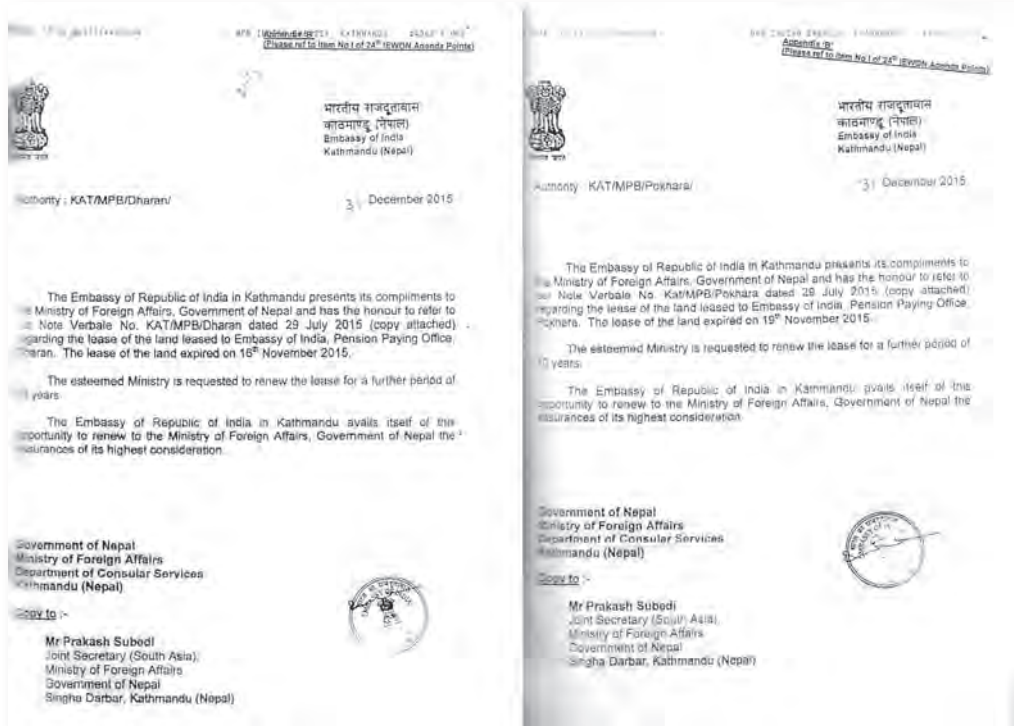 (Please ref to Item No I of 24th IEWON Agenda Points)
भारतीय राजदूतावास
काठमाण्डू (नेपाल)
Embassy of India
Kathmandu (Nepal)
: KAT/MPB/Dharan/
31 December 2015
The Embassy of Republic of India in Kathmandu presents its compliments to
Ministry of Foreign Affairs, Government of Nepal and has the honour to refer to
Note Verbale No. KAT/MPB/Dharan dated 29 July 2015 (copy attached)
the lease of the land leased to Embassy of India, Pension Paying Office,
The lease of the land expired on 16th November 2015.
The esteemed Ministry is requested to renew the lease for a further period of
years
The Embassy of Republic of India in Kathmandu avails itself of this
to renew to the Ministry of Foreign Affairs, Government of Nepal the
of its highest consideration
Government of Nepal
Ministry of Foreign Affairs
Department of Consular Services
Kathmandu (Nepal)
Copy to :-
Mr Prakash Subedi
Joint Secretary (South Asia),
Ministry of Foreign Affairs
Government of Nepal
Singha Darbar, Kathmandu (Nepal)
Appendix 'B'
(Please ref to Item No I of 24th IEWON Agenda Points)
भारतीय राजदूतावास
काठमाण्डू (नेपाल)
Embassy of India
Kathmandu (Nepal)
: KAT/MPB/Pokhara/
31 December 2015
The Embassy of Republic of India in Kathmandu presents its compliments to
Ministry of Foreign Affairs, Government of Nepal and has the honour to refer to
Note Verbale No. Kat/MPB/Pokhara dated 29 July 2015 (copy attached)
the lease of the land leased to Embassy of India, Pension Paying Office,
The lease of the land expired on 19th November 2015.
The esteemed Ministry is requested to renew the lease for a further period of
years.
The Embassy of Republic of India in Kathmandu avails itself of this
to renew to the Ministry of Foreign Affairs, Government of Nepal the
of its highest consideration
Government of Nepal
Ministry of Foreign Affairs
Department of Consular Services
Kathmandu (Nepal)
Copy to :-
Mr Prakash Subedi
Joint Secretary (South Asia),
Ministry of Foreign Affairs
Government of Nepal
Singha Darbar, Kathmandu (Nepal)